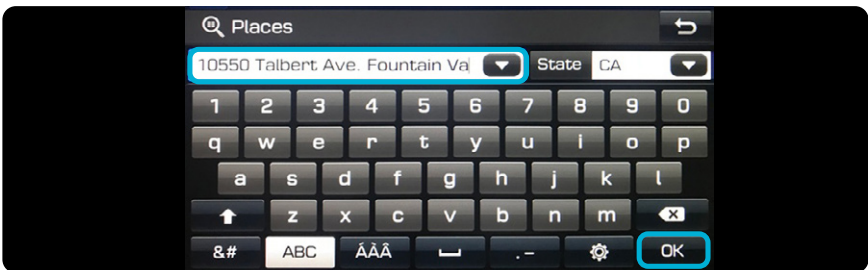 Places
10550 Talbert Ave. Fountain Va State CA
1 2 3 4 5 6 7 8 9 0
q w e r t y u i o p
a s d f g h j k l
z x c v b n m
&# ABC ÁÀÂ .- OK